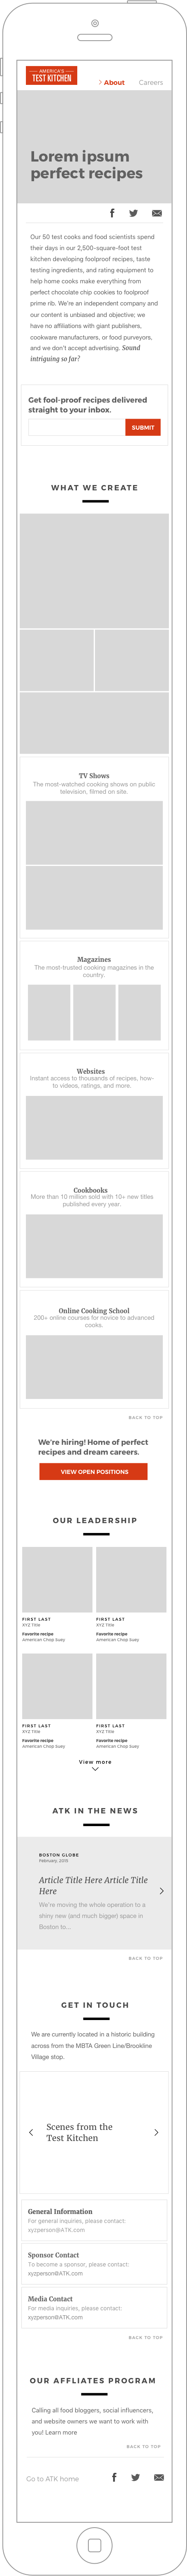 AMERICA'S
TEST KITCHEN
> About
Careers
Lorem ipsum
perfect recipes
Our 50 test cooks and food scientists spend
their days in our 2,500-square-foot test
kitchen developing foolproof recipes, taste
testing ingredients, and rating equipment to
help home cooks make everything from
perfect chocolate chip cookies to foolproof
prime rib. We're an independent company and
our content is unbiased and objective; we
have no affiliations with giant publishers,
cookware manufacturers, or food purveyors,
and we don't accept advertising. Sound
intriguing so far?
Get fool-proof recipes delivered
straight to your inbox.
SUBMIT
WHAT WE CREATE
TV Shows
The most-watched cooking shows on public
television, filmed on site.
Magazines
The most-trusted cooking magazines in the
country.
Websites
Instant access to thousands of recipes, how-
to videos, ratings, and more.
Cookbooks
More than 10 million sold with 10+ new titles
published every year.
Online Cooking School
200+ online courses for novice to advanced
cooks.
BACK TO TOP
We're hiring! Home of perfect
recipes and dream careers.
VIEW OPEN POSITIONS
OUR LEADERSHIP
FIRST LAST
XYZ Title
Favorite recipe
American Chop Suey
FIRST LAST
XYZ Title
Favorite recipe
American Chop Suey
FIRST LAST
XYZ Title
Favorite recipe
American Chop Suey
FIRST LAST
XYZ Title
Favorite recipe
American Chop Suey
View more
ATK IN THE NEWS
BOSTON GLOBE
February, 2015
Article Title Here Article Title
Here
We're moving the whole operation to a
shiny new (and much bigger) space in
Boston to...
BACK TO TOP
GET IN TOUCH
We are currently located in a historic building
across from the MBTA Green Line/Brookline
Village stop.
Scenes from the
Test Kitchen
General Information
For general inquiries, please contact:
xyzperson@ATK.com
Sponsor Contact
To become a sponsor, please contact:
xyzperson@ATK.com
Media Contact
For media inquiries, please contact:
xyzperson@ATK.com
BACK TO TOP
OUR AFFLIATES PROGRAM
Calling all food bloggers, social influencers,
and website owners we want to work with
you! Learn more
BACK TO TOP
Go to ATK home